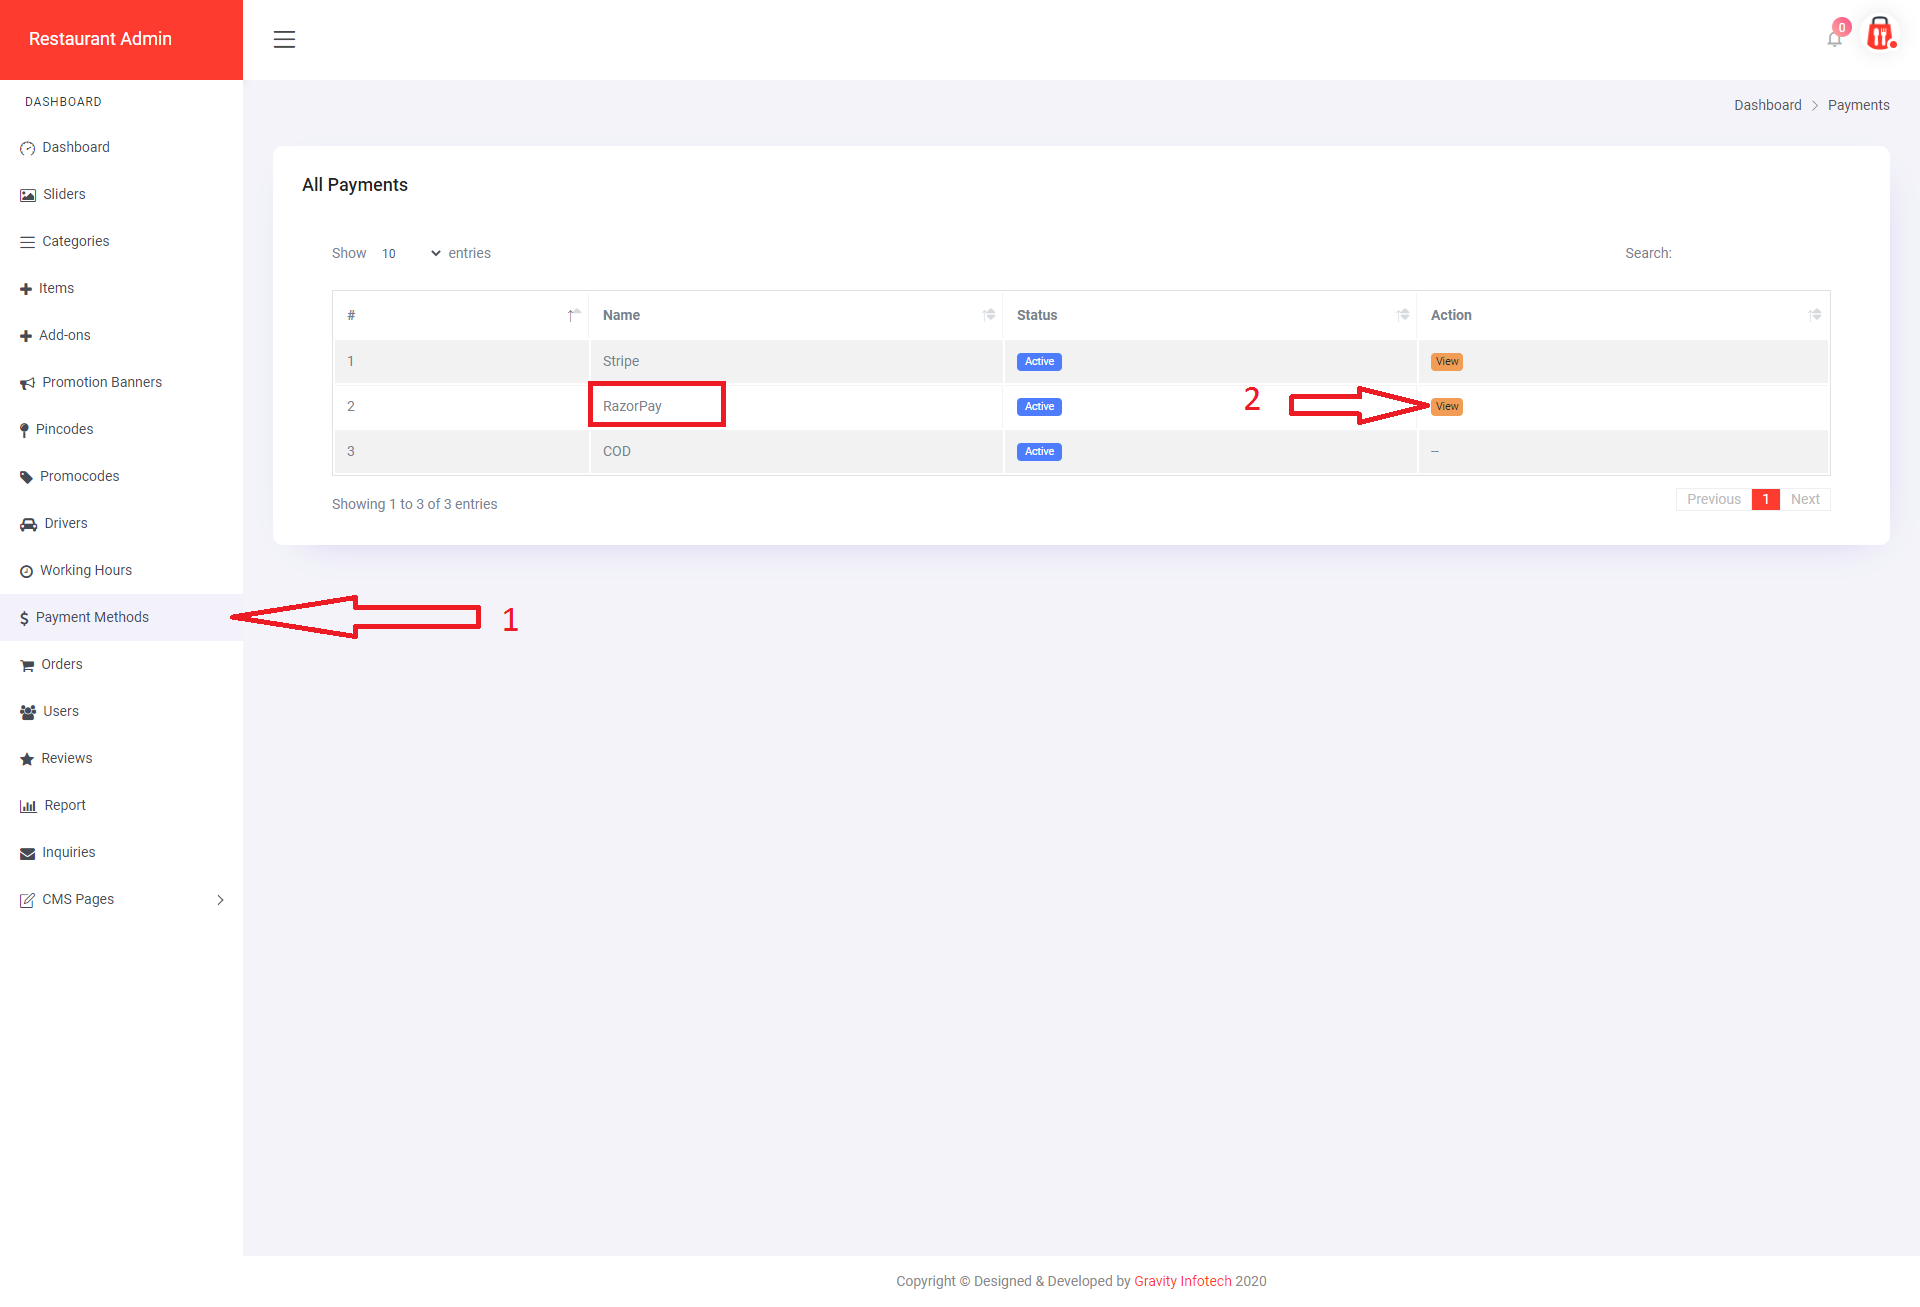 Restaurant Admin
0
DASHBOARD
Dashboard
Sliders
Categories
Items
Add-ons
Promotion Banners
Pincodes
Promocodes
Drivers
Working Hours
Payment Methods
Orders
Users
Reviews
Report
Inquiries
CMS Pages
Dashboard > Payments
All Payments
Show 10 entries
Search:
# Name Status Action
1 Stripe Active View
2 RazorPay Active 2 View
3 COD Active --
Showing 1 to 3 of 3 entries
Previous 1 Next
1
Copyright © Designed & Developed by Gravity Infotech 2020